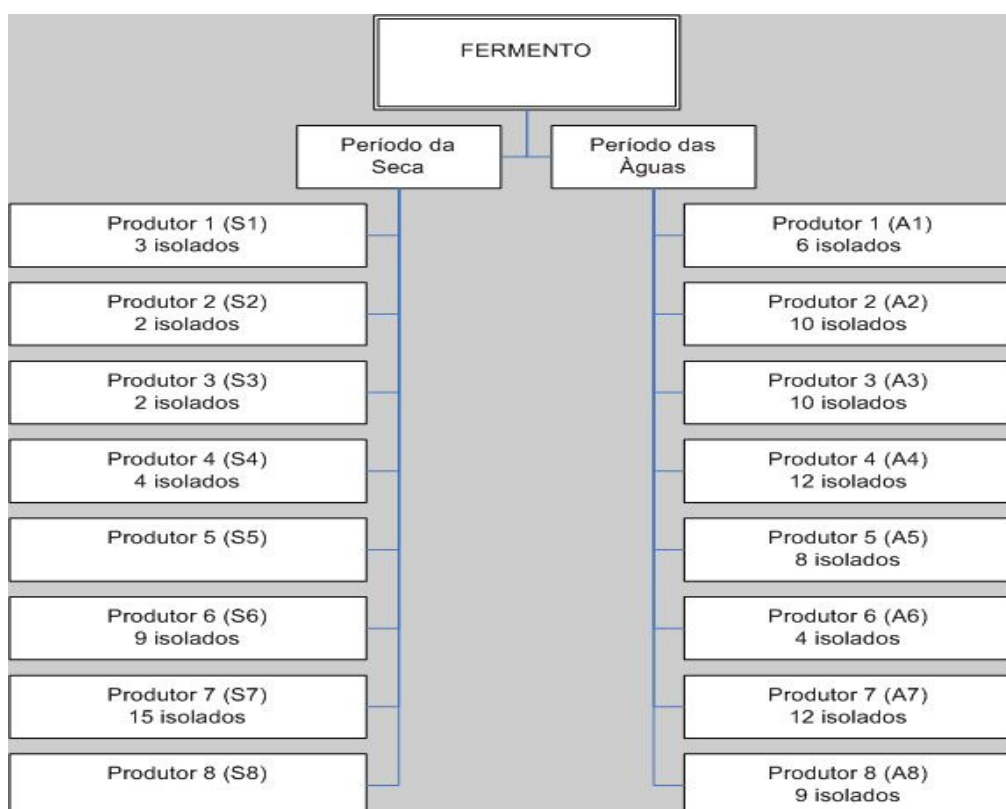 FERMENTO
Período da
Seca
Período das
Àguas
Produtor 1 (S1)
3 isolados
Produtor 2 (S2)
2 isolados
Produtor 3 (S3)
2 isolados
Produtor 4 (S4)
4 isolados
Produtor 5 (S5)
Produtor 6 (S6)
9 isolados
Produtor 7 (S7)
15 isolados
Produtor 8 (S8)
Produtor 1 (A1)
6 isolados
Produtor 2 (A2)
10 isolados
Produtor 3 (A3)
10 isolados
Produtor 4 (A4)
12 isolados
Produtor 5 (A5)
8 isolados
Produtor 6 (A6)
4 isolados
Produtor 7 (A7)
12 isolados
Produtor 8 (A8)
9 isolados